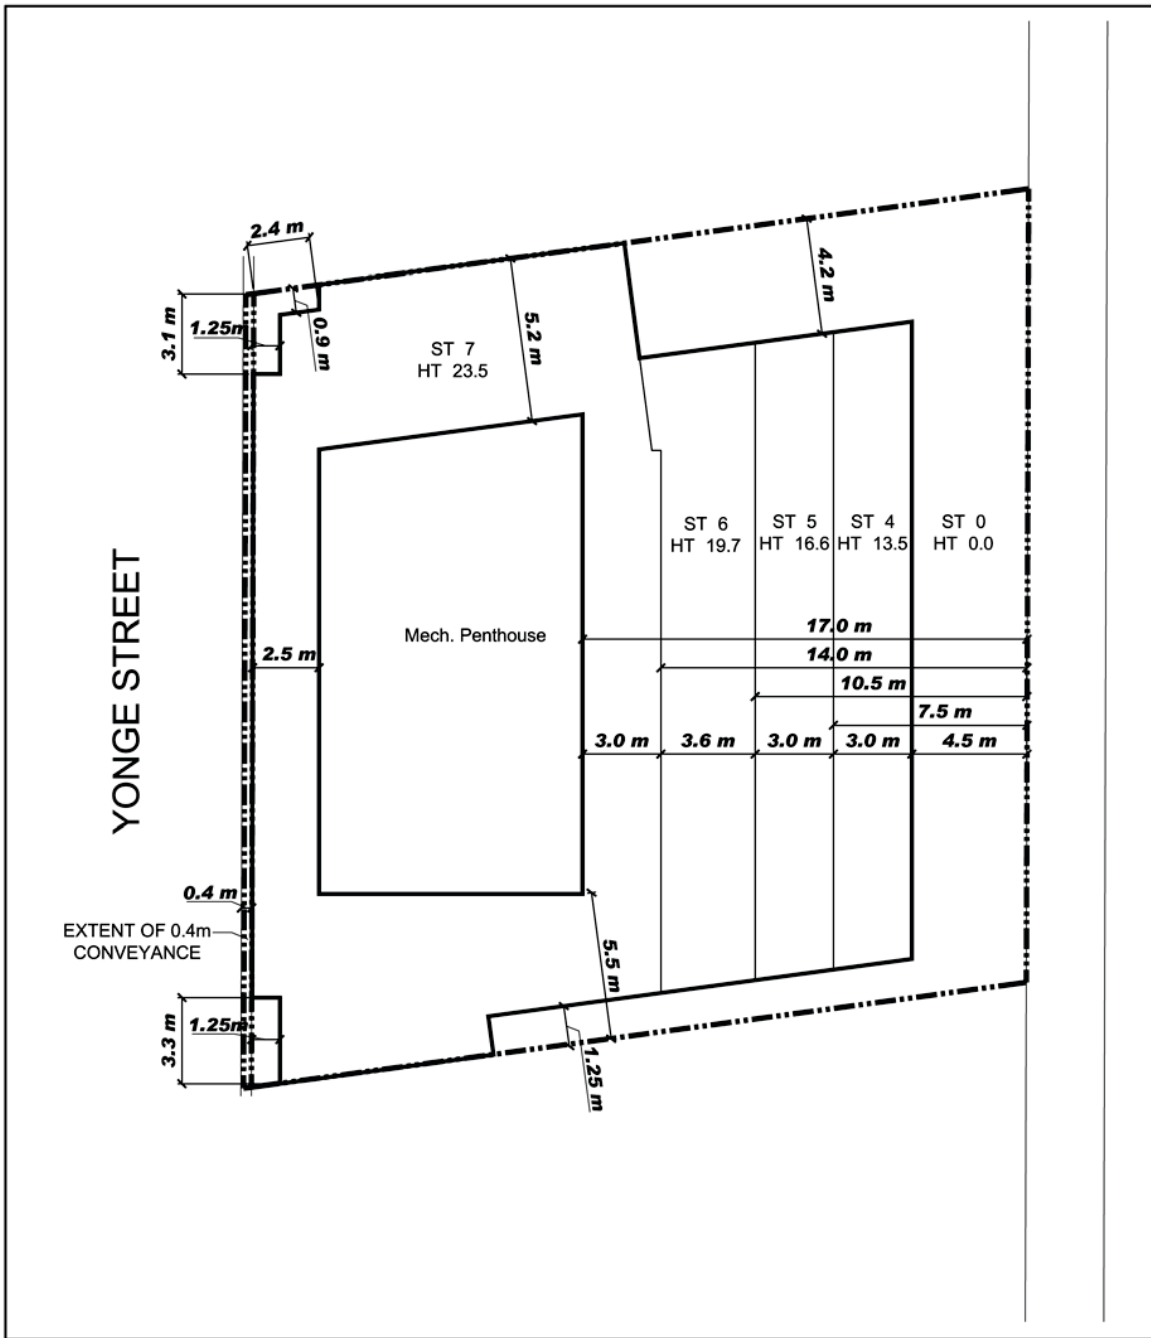 2.4 m
4.2 m
3.1 m
1.25m
0.9 m
5.2 m
ST 7
HT 23.5
ST 6
HT 19.7
ST 5
HT 16.6
ST 4
HT 13.5
ST 0
HT 0.0
YONGE STREET
Mech. Penthouse
17.0 m
2.5 m
14.0 m
10.5 m
7.5 m
3.0 m
3.6 m
3.0 m
3.0 m
4.5 m
0.4 m
EXTENT OF 0.4m
CONVEYANCE
5.5 m
3.3 m
1.25m
1.25 m